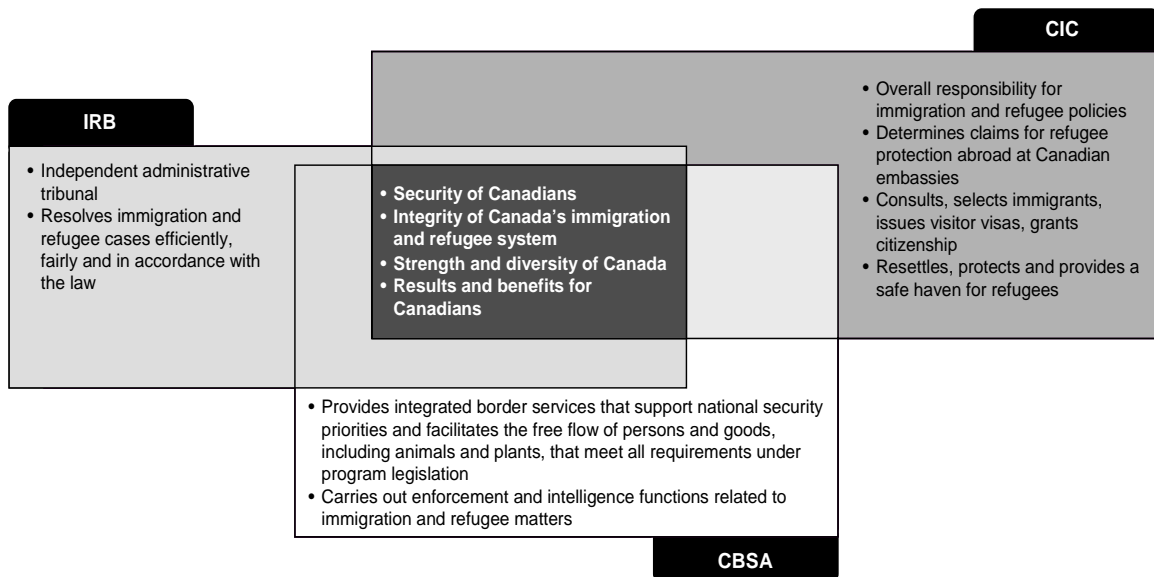 CIC
• Overall responsibility for
immigration and refugee policies
• Determines claims for refugee
protection abroad at Canadian
embassies
• Consults, selects immigrants,
issues visitor visas, grants
citizenship
• Resettles, protects and provides a
safe haven for refugees
IRB
• Independent administrative
tribunal
• Resolves immigration and
refugee cases efficiently,
fairly and in accordance with
the law
• Security of Canadians
• Integrity of Canada’s immigration
and refugee system
• Strength and diversity of Canada
• Results and benefits for
Canadians
• Provides integrated border services that support national security
priorities and facilitates the free flow of persons and goods,
including animals and plants, that meet all requirements under
program legislation
• Carries out enforcement and intelligence functions related to
immigration and refugee matters
CBSA